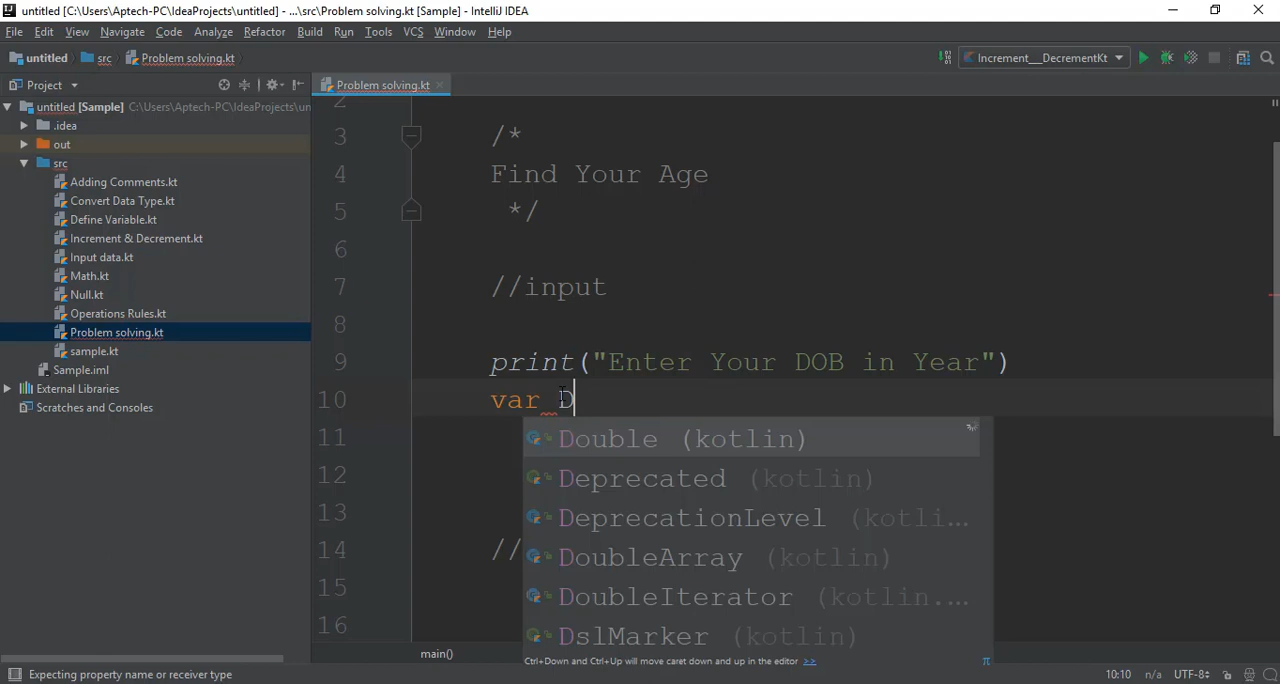 untitled [C:\Users\Aptech-PC\IdeaProjects\untitled] - ...\src\Problem solving.kt [Sample] - IntelliJ IDEA
File Edit View Navigate Code Analyze Refactor Build Run Tools VCS Window Help
untitled src Problem solving.kt Increment__DecrementKt
Project Problem solving.kt
untitled [Sample] C:\Users\Aptech-PC\IdeaProjects\un
.idea
out
src
Adding Comments.kt
Convert Data Type.kt
Define Variable.kt
Increment & Decrement.kt
Input data.kt
Math.kt
Null.kt
Operations Rules.kt
Problem solving.kt
sample.kt
Sample.iml
External Libraries
Scratches and Consoles
2
3 /*
4 Find Your Age
5 */
6
7 //input
8
9 print("Enter Your DOB in Year")
10 var D
11
12
13
14 //
15
16
Double (kotlin)
Deprecated (kotlin)
DeprecationLevel (kotli...
DoubleArray (kotlin)
DoubleIterator (kotlin....
DslMarker (kotlin)
Ctrl+Down and Ctrl+Up will move caret down and up in the editor >> π
main()
Expecting property name or receiver type 10:10 n/a UTF-8